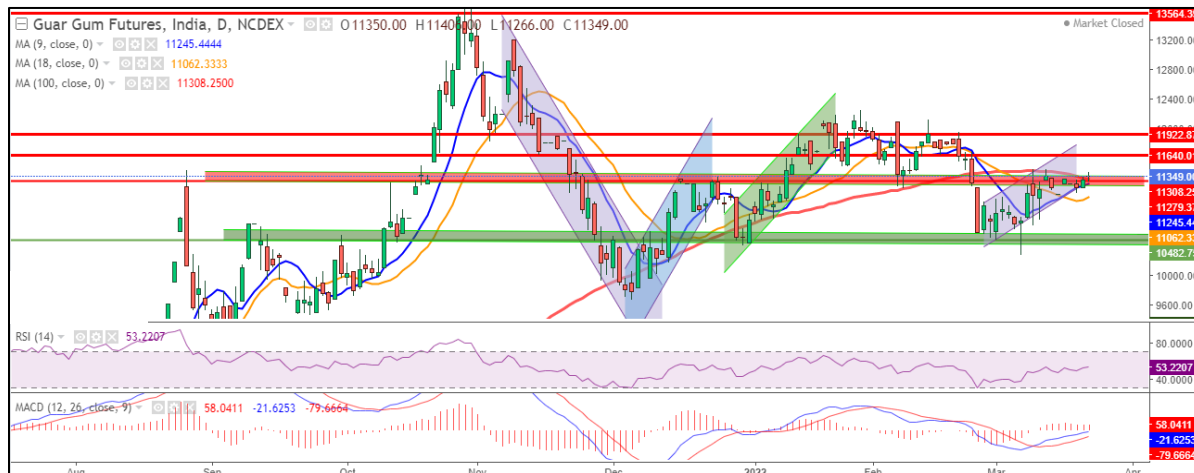 Guar Gum Futures, India, D, NCDEX O11350.00 H11406.00 L11266.00 C11349.00
Market Closed
MA (9, close, 0) 11245.4444
MA (18, close, 0) 11062.3333
MA (100, close, 0) 11308.2500
13564.39
13200.00
12800.00
12400.00
11922.87
11640.01
11349.00
11308.25
11279.37
11245.44
11062.33
10482.79
10000.00
9600.00
RSI (14) 53.2207
80.0000
53.2207
40.0000
MACD (12, 26, close, 9) 58.0411 -21.6253 -79.6664
58.0411
-21.6253
-79.6664
Aug Sep Oct Nov Dec 2023 Feb Mar Apr